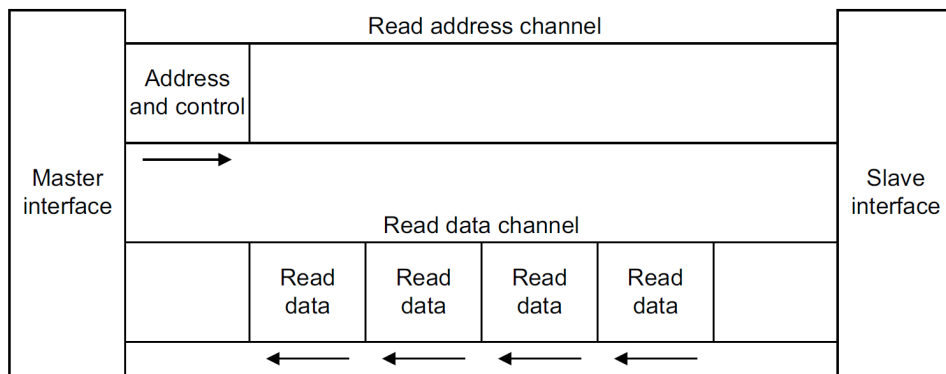 Read address channel
Address
and control
Master
interface
Slave
interface
Read data channel
Read
data
Read
data
Read
data
Read
data